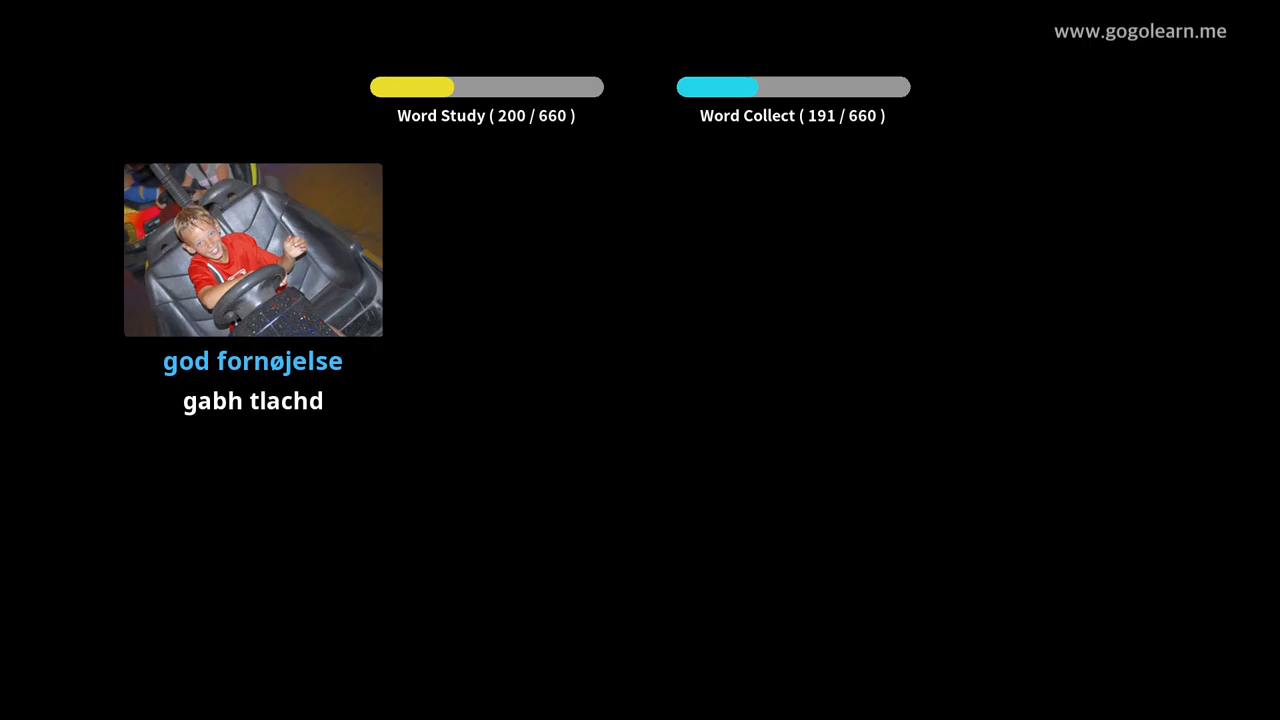 www.gogolearn.me
Word Study ( 200 / 660 )
Word Collect ( 191 / 660 )
god fornøjelse
gabh tlachd